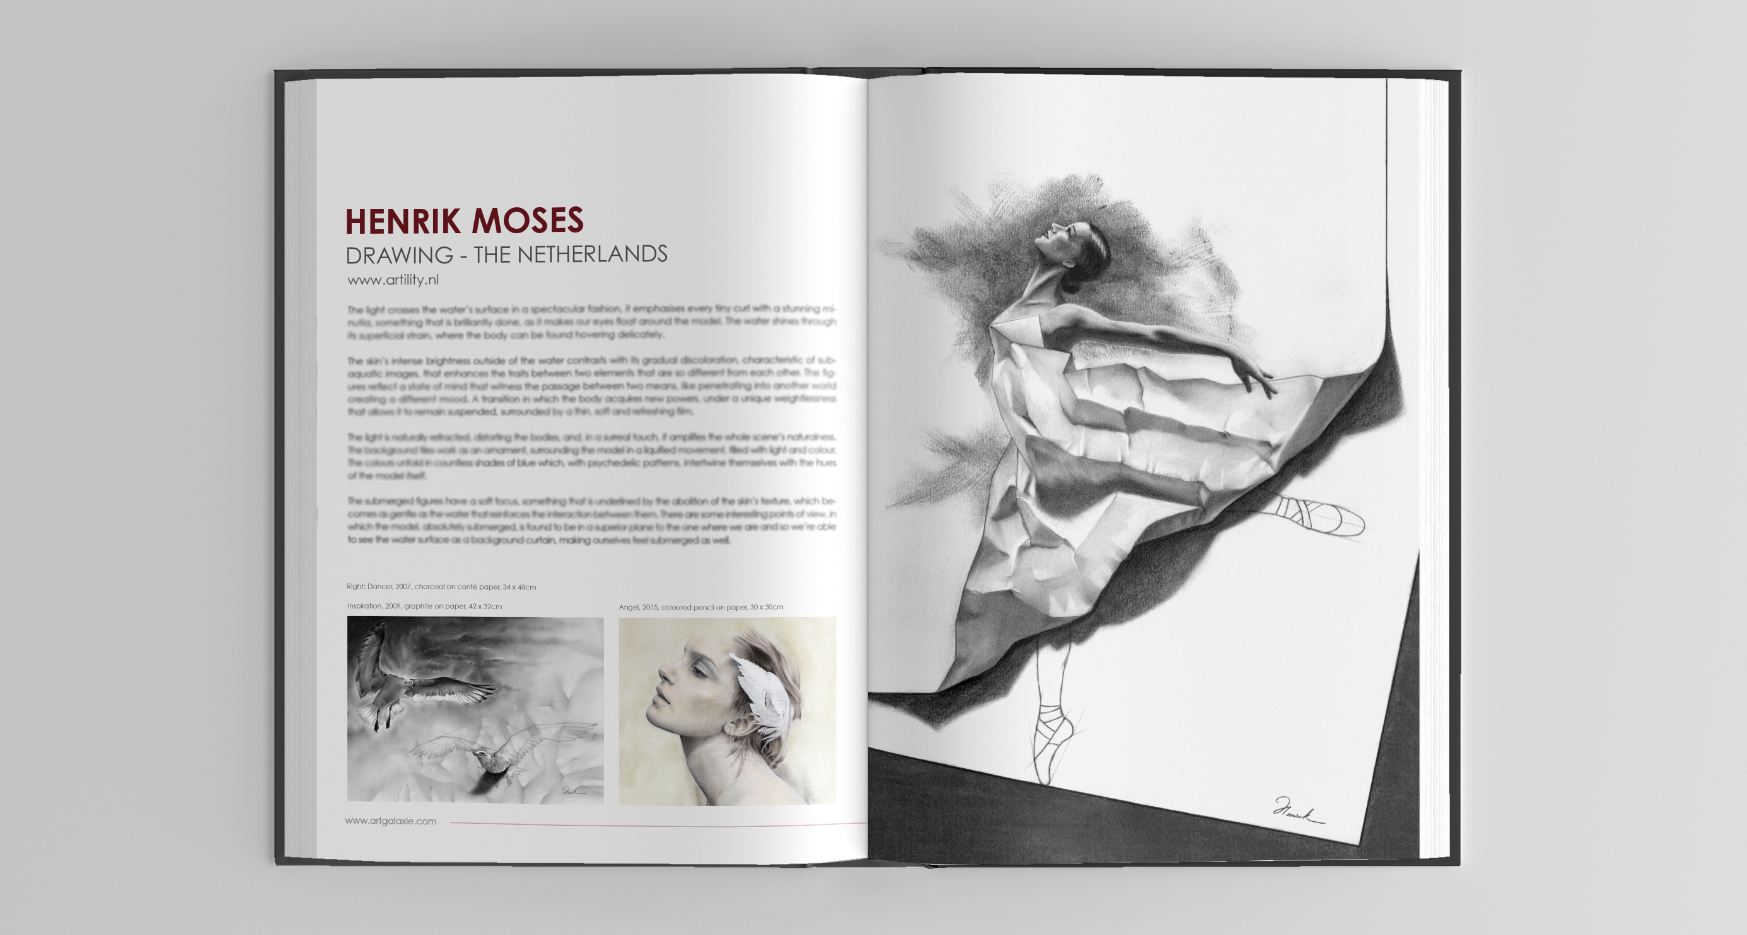 HENRIK MOSES
DRAWING - THE NETHERLANDS
www.artility.nl
The light crosses the water's surface in a spectacular fashion, it emphasises every tiny curl with a stunning mi-
nutia, something that is brilliantly done, as it makes our eyes float around the model. The water shines through
its superficial strain, where the body can be found hovering delicately.
The skin's intense brightness outside of the water contrasts with its gradual discoloration, characteristic of sub-
aquatic images, that enhances the traits between two elements that are so different from each other. The fig-
ures reflect a state of mind that witness the passage between two means, like penetrating into another world
creating a different mood. A transition in which the body acquires new powers, under a unique weightlessness
that allows it to remain suspended, surrounded by a thin, soft and refreshing film.
The light is naturally refracted, distorting the bodies, and, in a surreal touch, it amplifies the whole scene's naturalness.
The background tiles work as an ornament, surrounding the model in a liquified movement, filled with light and colour.
The colours unfold in countless shades of blue which, with psychedelic patterns, intertwine themselves with the hues
of the model itself.
The submerged figures have a soft focus, something that is underlined by the abolition of the skin's texture, which be-
comes as gentle as the water that reinforces the interaction between them. There are some interesting points of view, in
which the model, absolutely submerged, is found to be in a superior plane to the one where we are and so we're able
to see the water surface as a background curtain, making ourselves feel submerged as well.
Right: Dancer, 2007, charcoal on conté paper, 34 x 48cm
Inspiration, 2009, graphite on paper, 42 x 32cm
Angel, 2015, coloured pencil on paper, 30 x 30cm
www.artgalaxie.com
Henrik